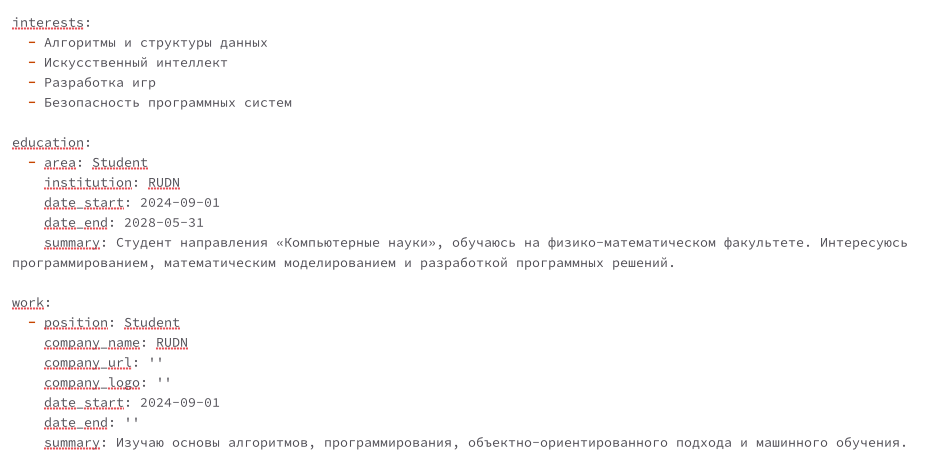 interests:
- Алгоритмы и структуры данных
- Искусственный интеллект
- Разработка игр
- Безопасность программных систем
education:
- area: Student
institution: RUDN
date_start: 2024-09-01
date_end: 2028-05-31
summary: Студент направления «Компьютерные науки», обучаюсь на физико-математическом факультете. Интересуюсь
программированием, математическим моделированием и разработкой программных решений.
work:
- position: Student
company_name: RUDN
company_url: ''
company_logo: ''
date_start: 2024-09-01
date_end: ''
summary: Изучаю основы алгоритмов, программирования, объектно-ориентированного подхода и машинного обучения.